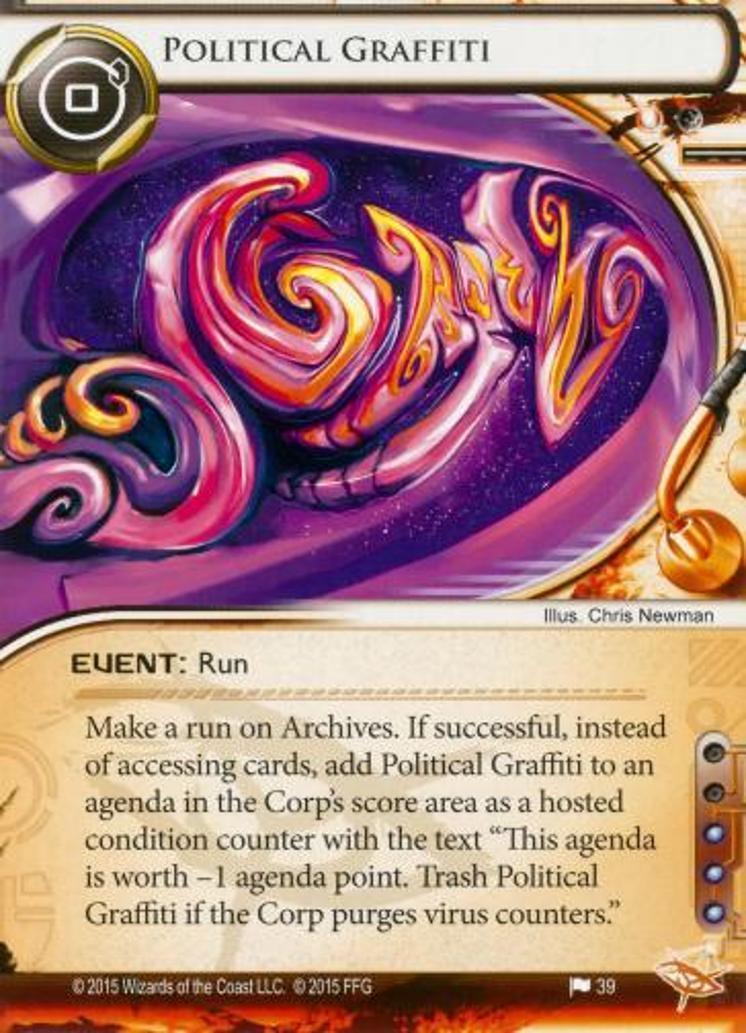 POLITICAL GRAFFITI
Illus. Chris Newman
EVENT: Run
Make a run on Archives. If successful, instead
of accessing cards, add Political Graffiti to an
agenda in the Corp's score area as a hosted
condition counter with the text “This agenda
is worth –1 agenda point. Trash Political
Graffiti if the Corp purges virus counters.”
© 2015 Wizards of the Coast LLC. © 2015 FFG
39